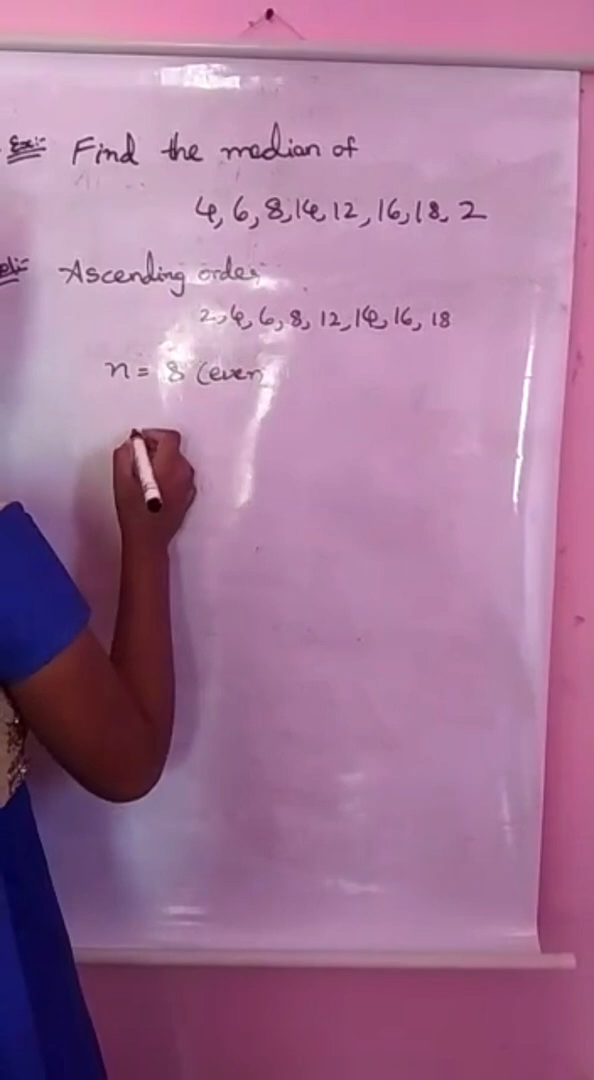 Ex:- Find the median of
4, 6, 8, 14, 12, 16, 18, 2
Ascending order
2, 4, 6, 8, 12, 14, 16, 18
n = 8 (even